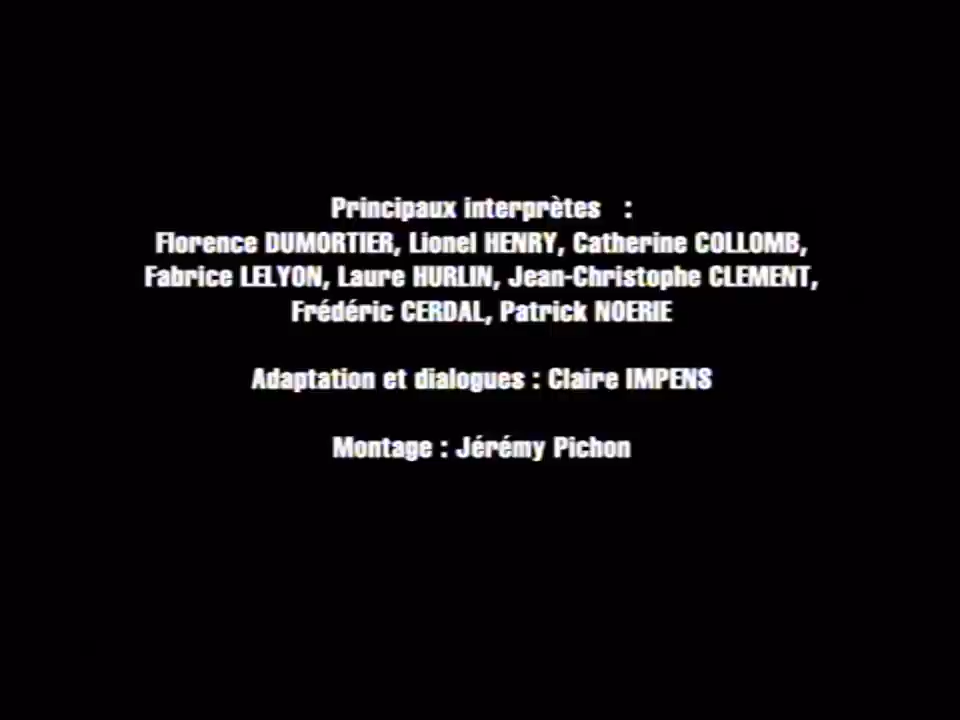 Principaux interprètes :
Florence DUMORTIER, Lionel HENRY, Catherine COLLOMB,
Fabrice LELYON, Laure HURLIN, Jean-Christophe CLEMENT,
Frédéric CERDAL, Patrick NOERIE
Adaptation et dialogues : Claire IMPENS
Montage : Jérémy Pichon